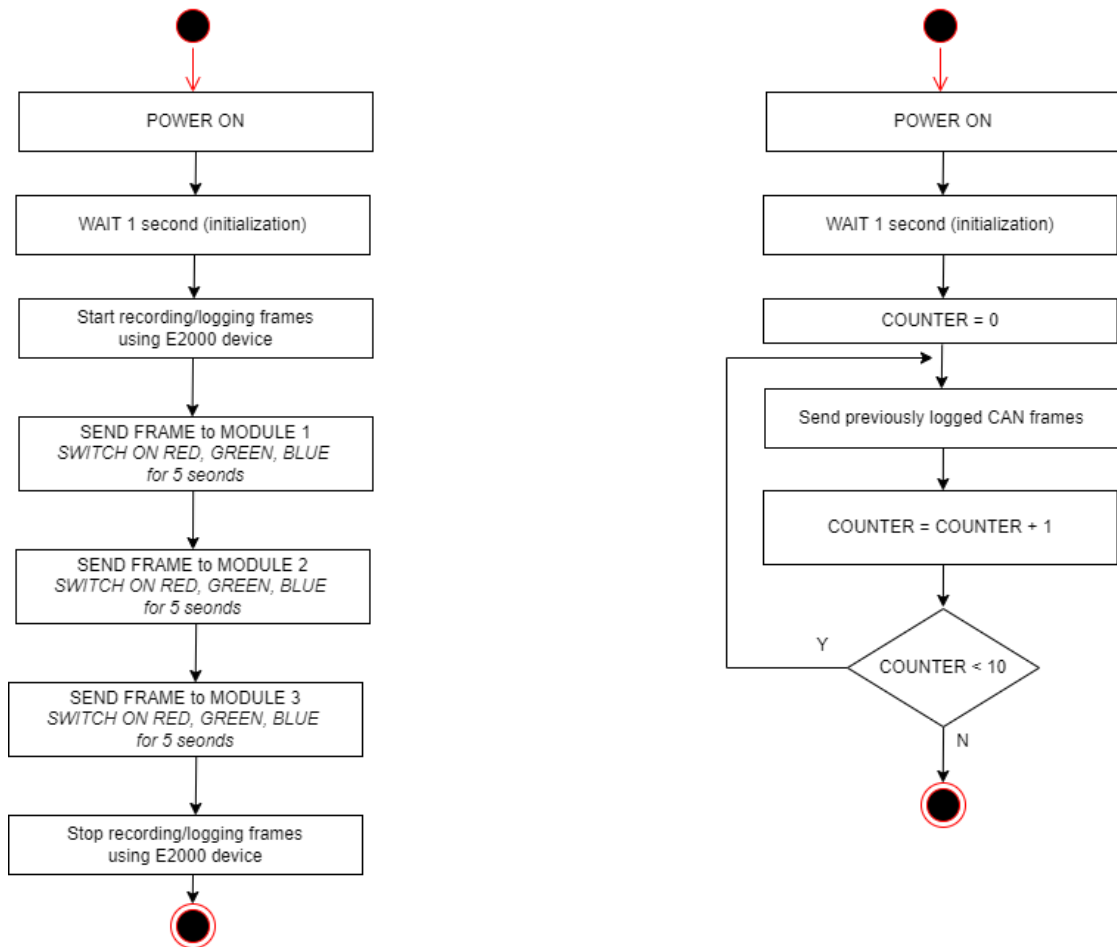 POWER ON
WAIT 1 second (initialization)
Start recording/logging frames
using E2000 device
SEND FRAME to MODULE 1
SWITCH ON RED, GREEN, BLUE
for 5 seonds
SEND FRAME to MODULE 2
SWITCH ON RED, GREEN, BLUE
for 5 seonds
SEND FRAME to MODULE 3
SWITCH ON RED, GREEN, BLUE
for 5 seonds
Stop recording/logging frames
using E2000 device
POWER ON
WAIT 1 second (initialization)
COUNTER = 0
Send previously logged CAN frames
COUNTER = COUNTER + 1
Y
COUNTER < 10
N